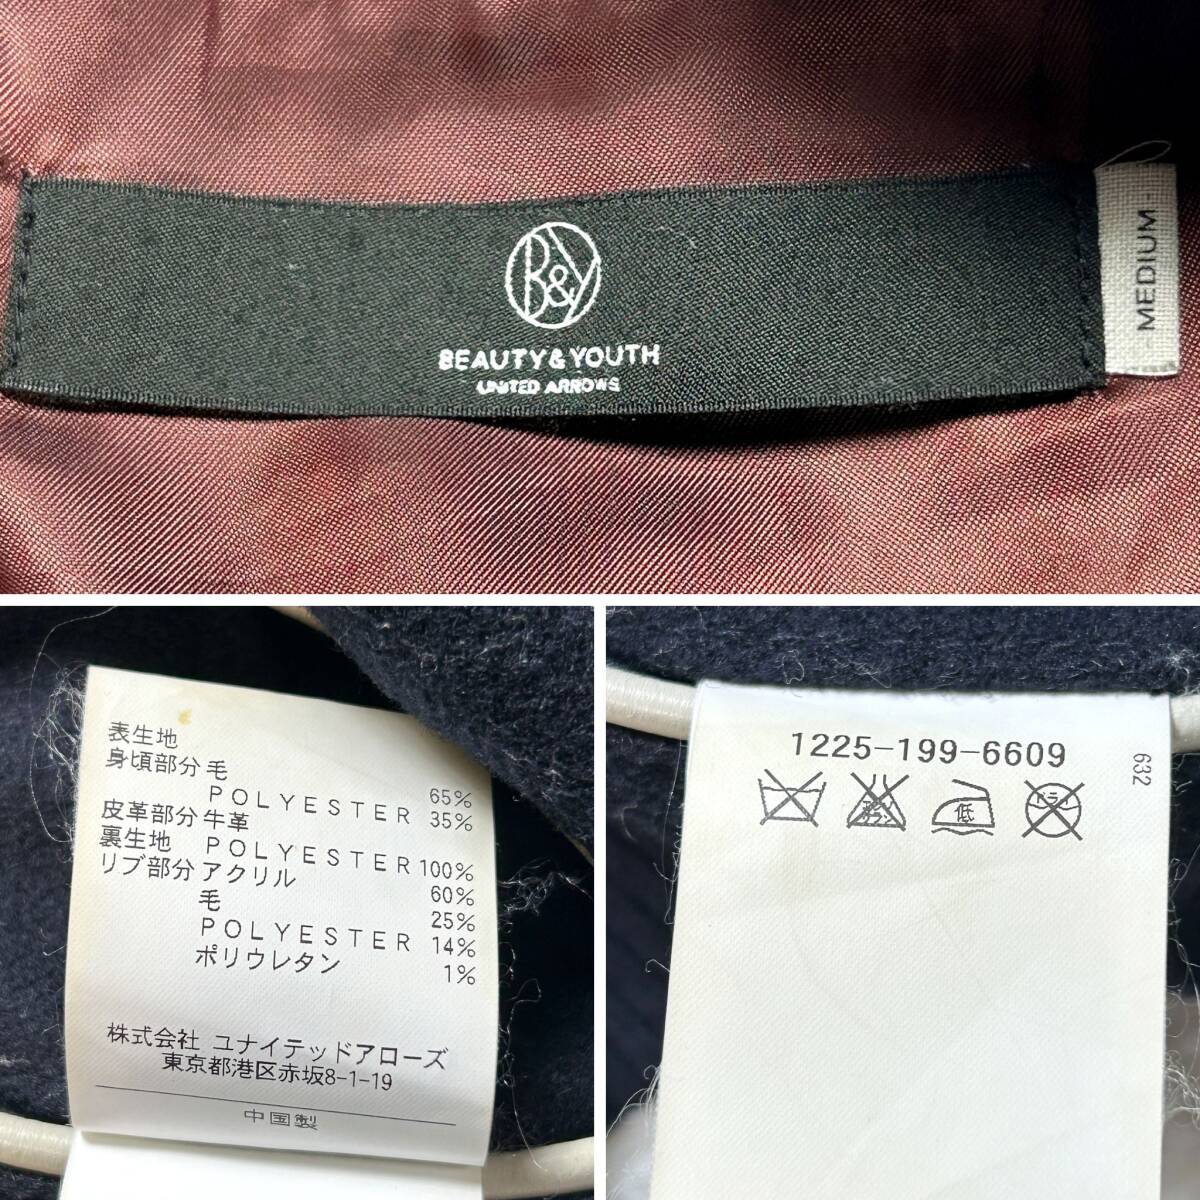 B&Y
BEAUTY&YOUTH
UNITED ARROWS
MEDIUM
表生地
身頃部分 毛 65%
POLYESTER 35%
皮革部分 牛革
裏生地 POLYESTER 100%
リブ部分 アクリル 60%
毛 25%
POLYESTER 14%
ポリウレタン 1%
株式会社 ユナイテッドアローズ
東京都港区赤坂8-1-19
中国製
1225-199-6609
632
低
ドライ